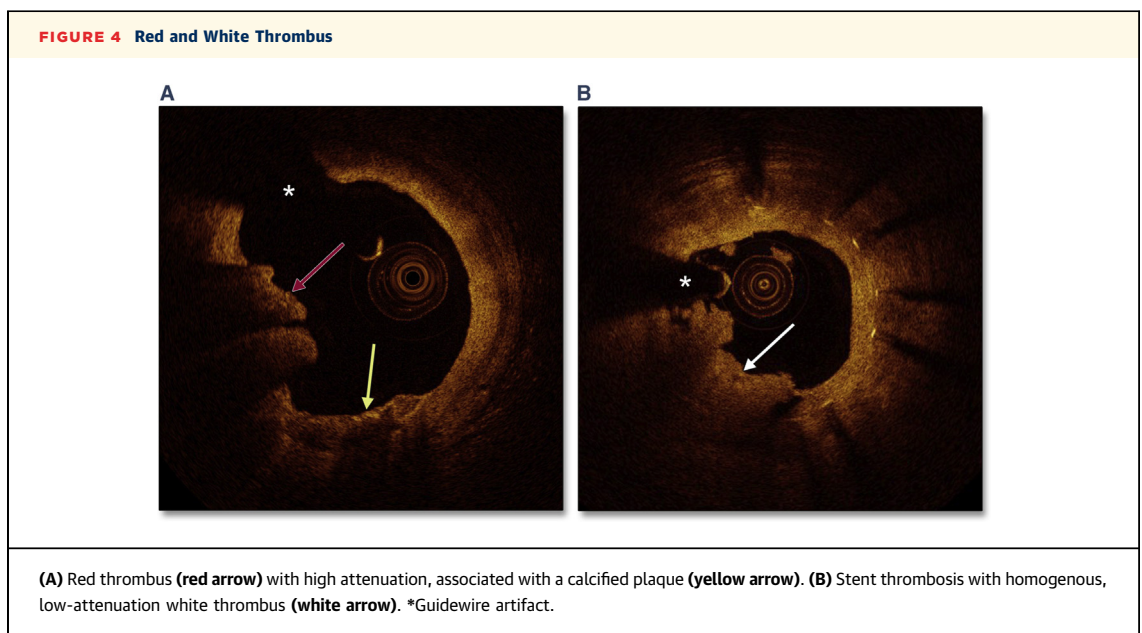 FIGURE 4 Red and White Thrombus
A
B
*
*
(A) Red thrombus (red arrow) with high attenuation, associated with a calcified plaque (yellow arrow). (B) Stent thrombosis with homogenous,
low-attenuation white thrombus (white arrow). *Guidewire artifact.